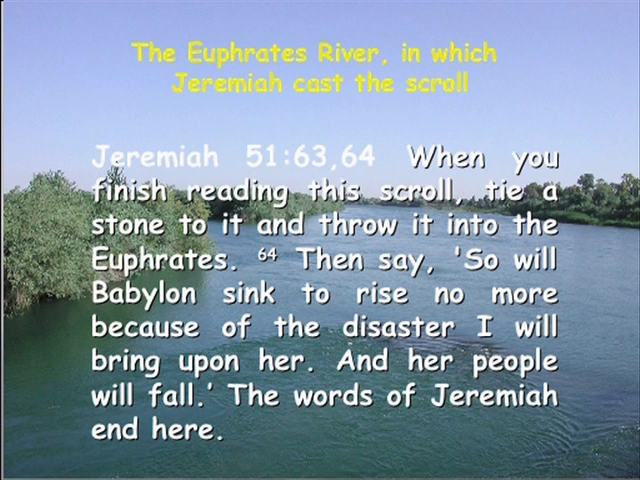 The Euphrates River, in which
Jeremiah cast the scroll
Jeremiah 51:63,64 When you
finish reading this scroll, tie a
stone to it and throw it into the
Euphrates. 64 Then say, 'So will
Babylon sink to rise no more
because of the disaster I will
bring upon her. And her people
will fall.' The words of Jeremiah
end here.